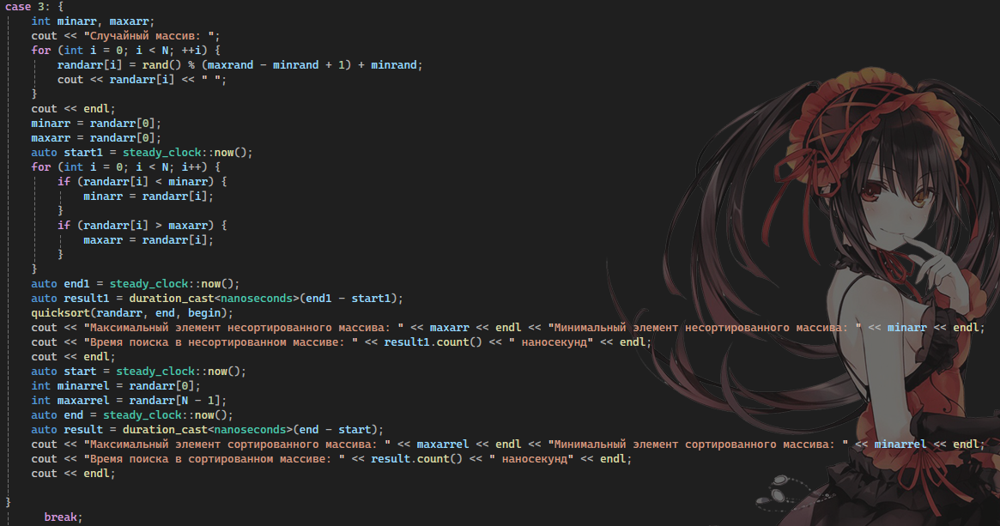 case 3: {
int minarr, maxarr;
cout << "Случайный массив: ";
for (int i = 0; i < N; ++i) {
randarr[i] = rand() % (maxrand - minrand + 1) + minrand;
cout << randarr[i] << " ";
}
cout << endl;
minarr = randarr[0];
maxarr = randarr[0];
auto start1 = steady_clock::now();
for (int i = 0; i < N; i++) {
if (randarr[i] < minarr) {
minarr = randarr[i];
}
if (randarr[i] > maxarr) {
maxarr = randarr[i];
}
}
auto end1 = steady_clock::now();
auto result1 = duration_cast<nanoseconds>(end1 - start1);
quicksort(randarr, end, begin);
cout << "Максимальный элемент несортированного массива: " << maxarr << endl << "Минимальный элемент несортированного массива: " << minarr << endl;
cout << "Время поиска в несортированном массиве: " << result1.count() << " наносекунд" << endl;
cout << endl;
auto start = steady_clock::now();
int minarrel = randarr[0];
int maxarrel = randarr[N - 1];
auto end = steady_clock::now();
auto result = duration_cast<nanoseconds>(end - start);
cout << "Максимальный элемент сортированного массива: " << maxarrel << endl << "Минимальный элемент сортированного массива: " << minarrel << endl;
cout << "Время поиска в сортированном массиве: " << result.count() << " наносекунд" << endl;
cout << endl;
}
break;